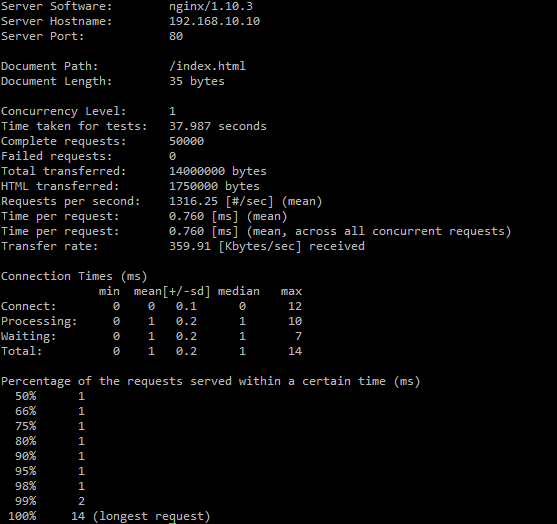 Server Software:        nginx/1.10.3
Server Hostname:        192.168.10.10
Server Port:            80

Document Path:          /index.html
Document Length:        35 bytes

Concurrency Level:      1
Time taken for tests:   37.987 seconds
Complete requests:      50000
Failed requests:        0
Total transferred:      14000000 bytes
HTML transferred:       1750000 bytes
Requests per second:    1316.25 [#/sec] (mean)
Time per request:       0.760 [ms] (mean)
Time per request:       0.760 [ms] (mean, across all concurrent requests)
Transfer rate:          359.91 [Kbytes/sec] received

Connection Times (ms)
              min  mean[+/-sd] median   max
Connect:        0    0   0.1      0      12
Processing:     0    1   0.2      1      10
Waiting:        0    1   0.2      1       7
Total:          0    1   0.2      1      14

Percentage of the requests served within a certain time (ms)
  50%      1
  66%      1
  75%      1
  80%      1
  90%      1
  95%      1
  98%      1
  99%      2
 100%     14 (longest request)